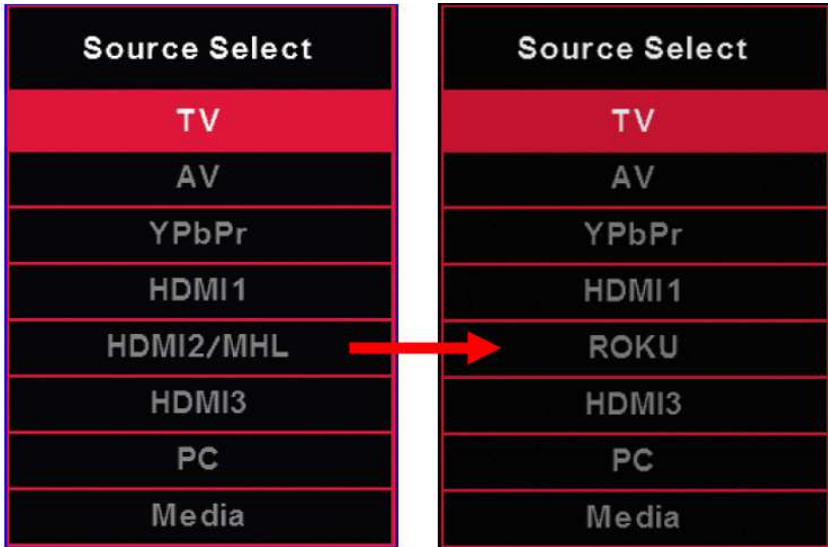 Source Select
TV
AV
YPbPr
HDMI1
HDMI2/MHL
HDMI3
PC
Media
Source Select
TV
AV
YPbPr
HDMI1
ROKU
HDMI3
PC
Media